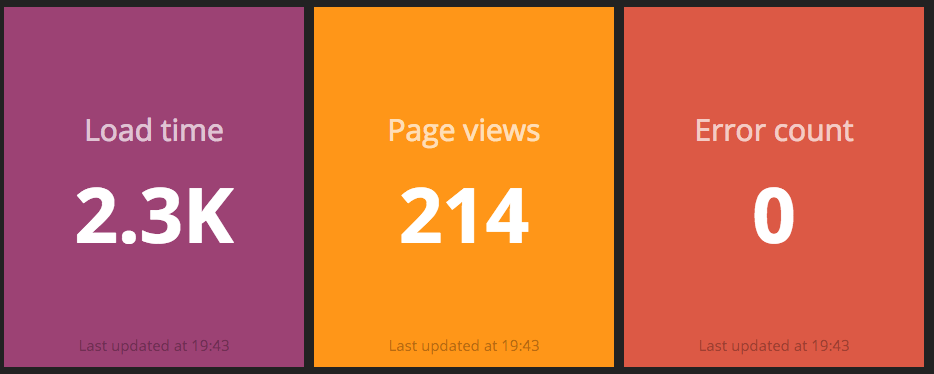 Load time
2.3K
Last updated at 19:43
Page views
214
Last updated at 19:43
Error count
0
Last updated at 19:43